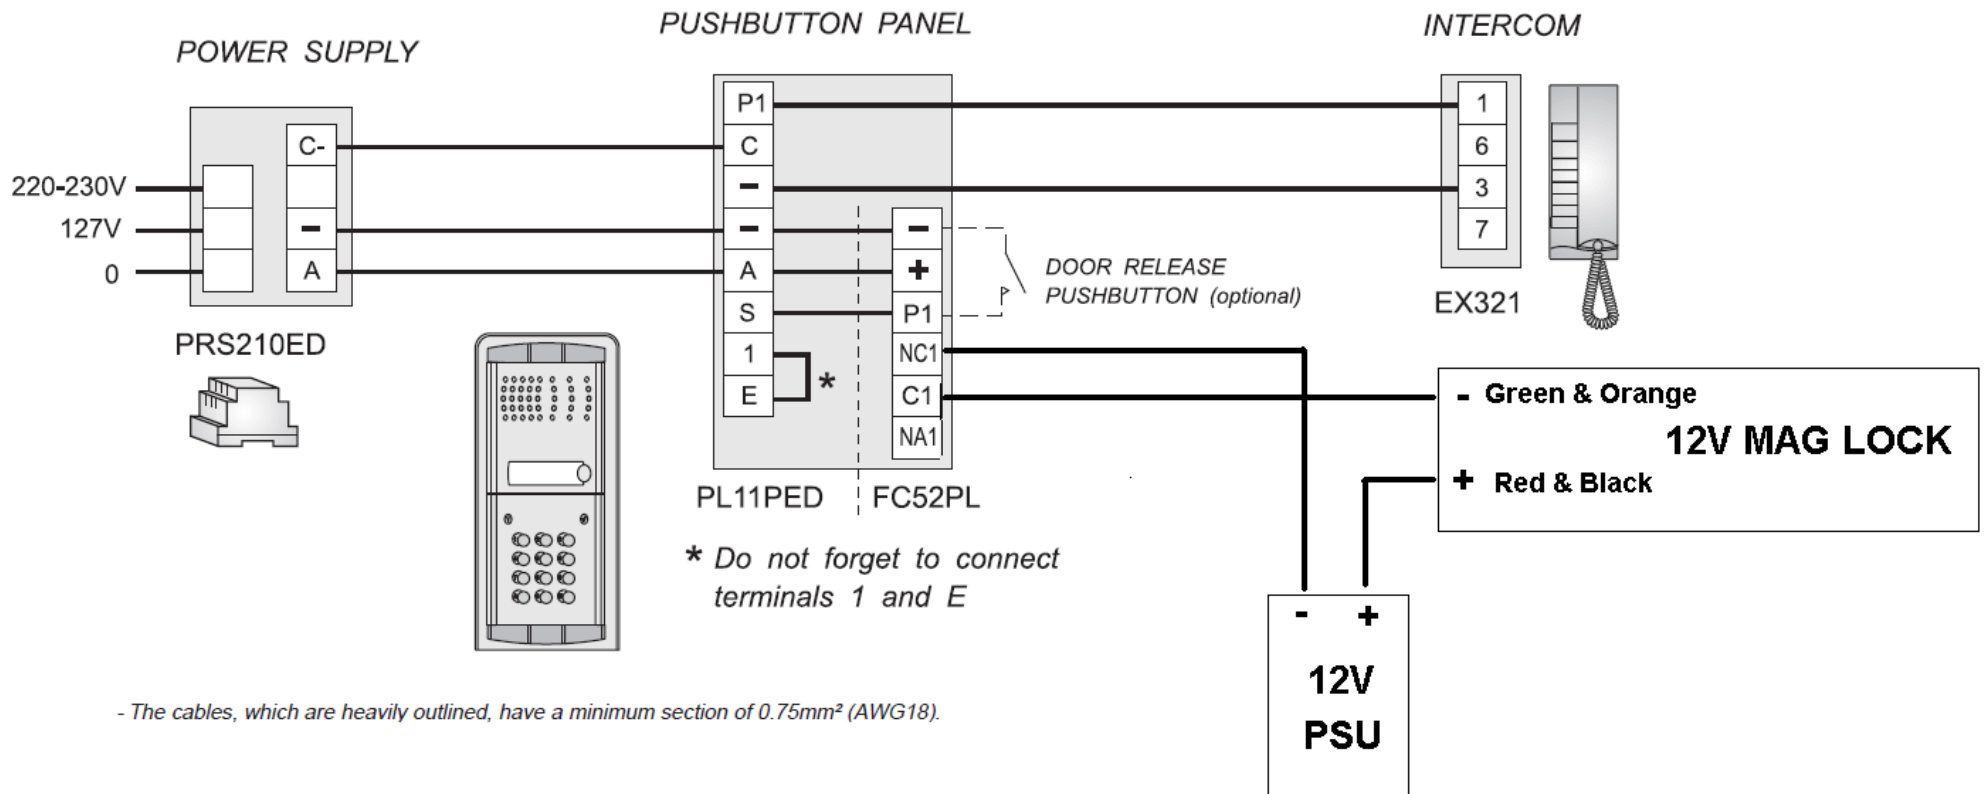 POWER SUPPLY
PUSHBUTTON PANEL
INTERCOM
220-230V
127V
0
C-
-
A
PRS210ED
P1
C
-
-
A
S
1
E
*
PL11PED
-
+
P1
NC1
C1
NA1
FC52PL
DOOR RELEASE
PUSHBUTTON (optional)
1
6
3
7
EX321
- Green & Orange
12V MAG LOCK
+ Red & Black
* Do not forget to connect
terminals 1 and E
- +
12V
PSU
- The cables, which are heavily outlined, have a minimum section of 0.75mm² (AWG18).